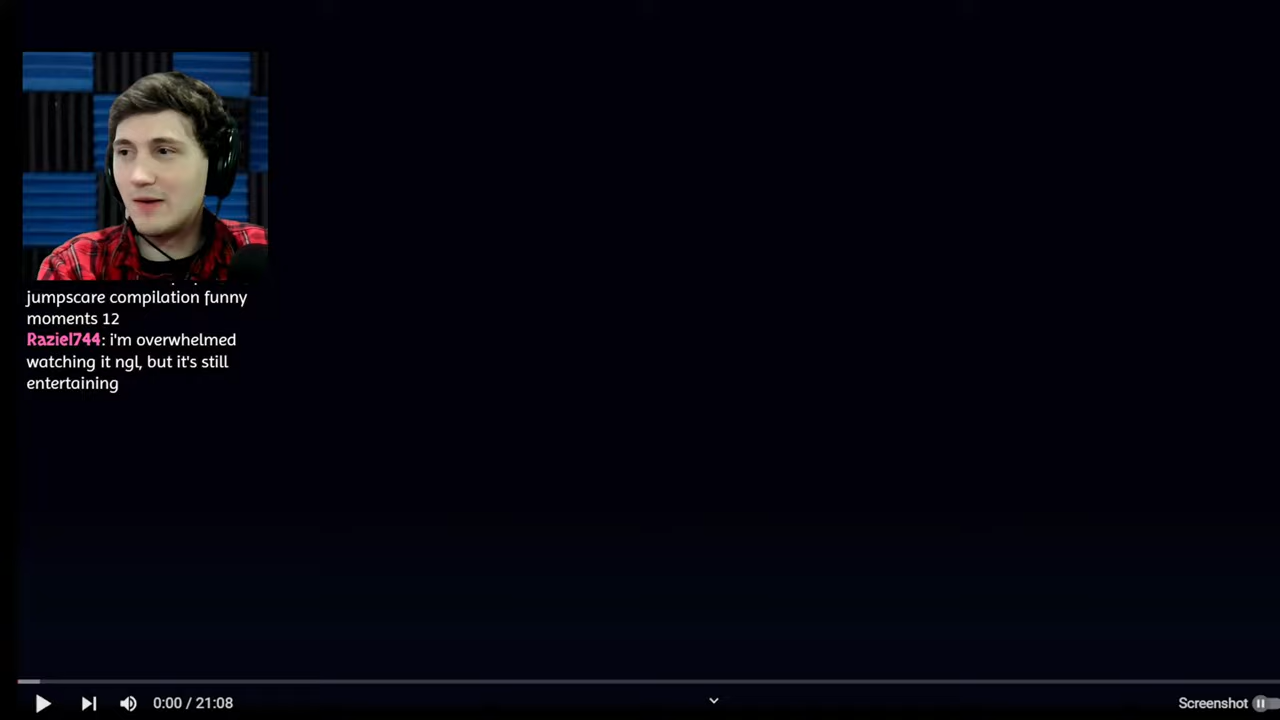 jumpscare compilation funny
moments 12
Raziel744: i'm overwhelmed
watching it ngl, but it's still
entertaining
0:00 / 21:08
Screenshot